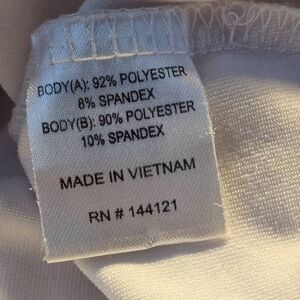 BODY(A): 92% POLYESTER
8% SPANDEX
BODY(B): 90% POLYESTER
10% SPANDEX
MADE IN VIETNAM
RN # 144121